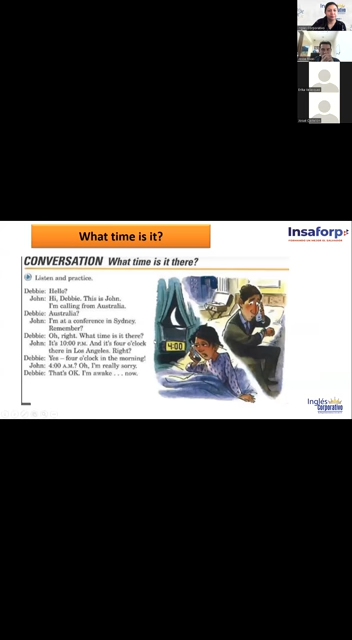 What time is it?
Insaforp
CONVERSATION What time is it there?
Listen and practice.
Debbie: Hello?
John: Hi, Debbie. This is John.
I'm calling from Australia.
Debbie: Australia?
John: I'm at a conference in Sydney.
Remember?
Debbie: Oh, right. What time is it there?
John: It's 10:00 P.M. And it's four o'clock
there in Los Angeles. Right?
Debbie: Yes – four o'clock in the morning!
John: 4:00 A.M.? Oh, I'm really sorry.
Debbie: That's OK. I'm awake . . . now.
4:00
Inglés
Corporativo